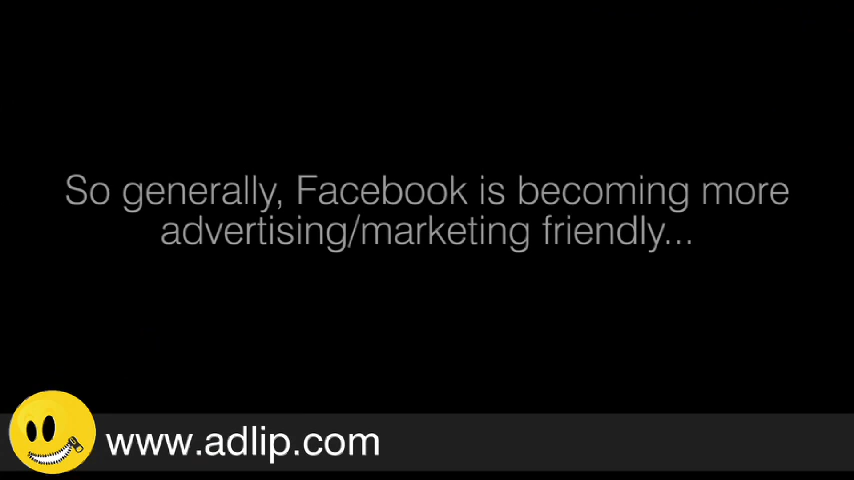 So generally, Facebook is becoming more
advertising/marketing friendly...
www.adlip.com